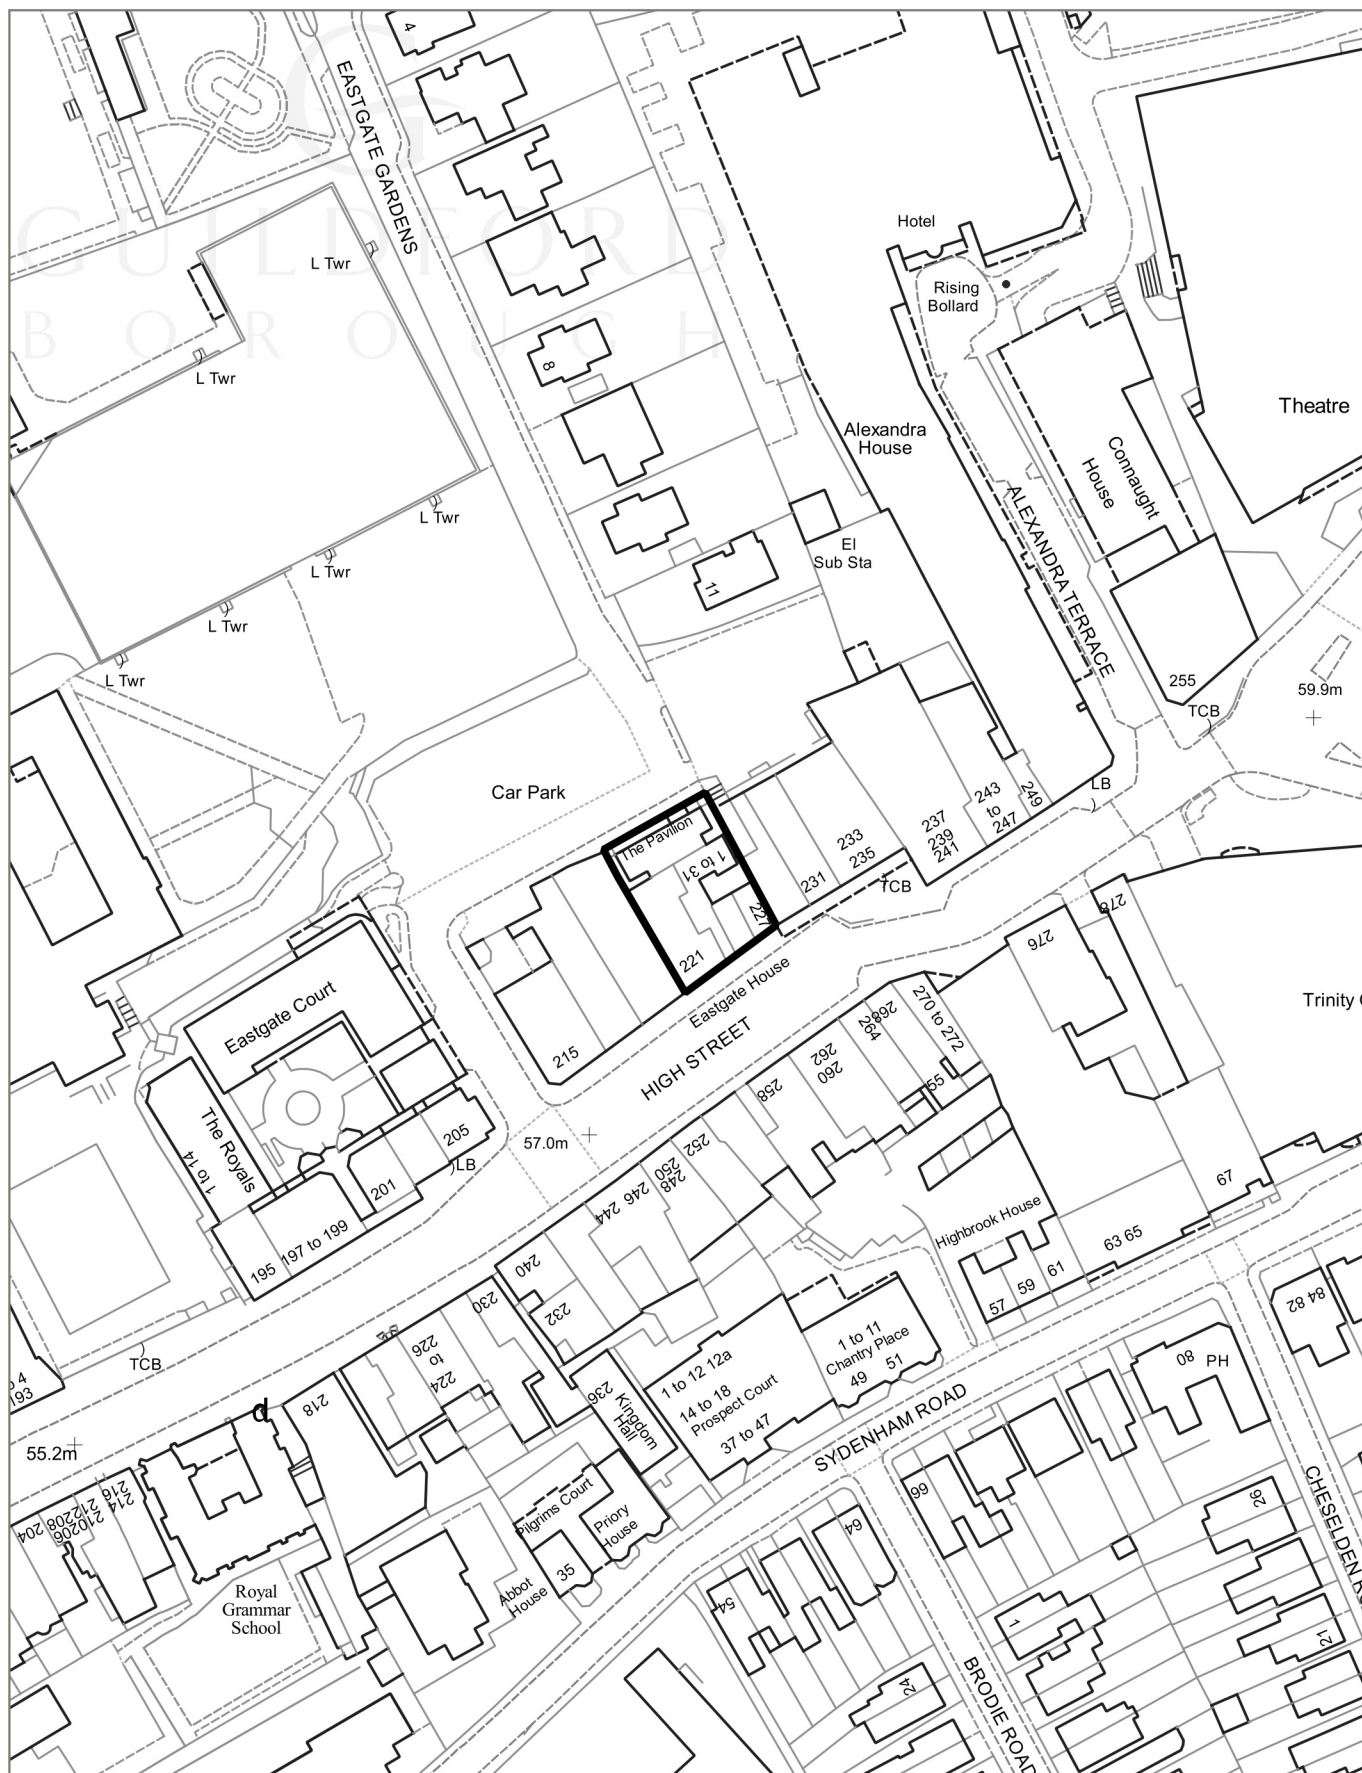 4
EASTGATE GARDENS
GUILDFORD
BOROUGH
Hotel
L Twr
Rising
Bollard
L Twr
8
Theatre
Alexandra
House
Connaught
House
L Twr
ALEXANDRA TERRACE
El
Sub Sta
L Twr
11
L Twr
L Twr
255
59.9m
TCB
Car Park
LB
243
to
247
249
237
239
241
233
235
The Pavilion
1 to 31
231
TCB
227
278
221
276
Eastgate House
Eastgate Court
270 to 272
Trinity
215
268
264
HIGH STREET
262
260
258
55
The Royals
1 to 14
205
57.0m
252
250
248
LB
201
246
244
67
Highbrook House
197 to 199
195
63 65
240
61
59
57
232
230
84 82
226
to
224
1 to 11
Chantry Place
49 51
TCB
80
PH
1 to 12 12a
14 to 18
Prospect Court
37 to 47
to 4
193
236
Kingdom
Hall
218
d
SYDENHAM ROAD
55.2m
Pilgrims Court
Priory
House
66
26
CHESELDEN R
216
214
212
210
208
206
204
64
35
Abbot
House
Royal
Grammar
School
54
1
21
24
BRODIE ROAD